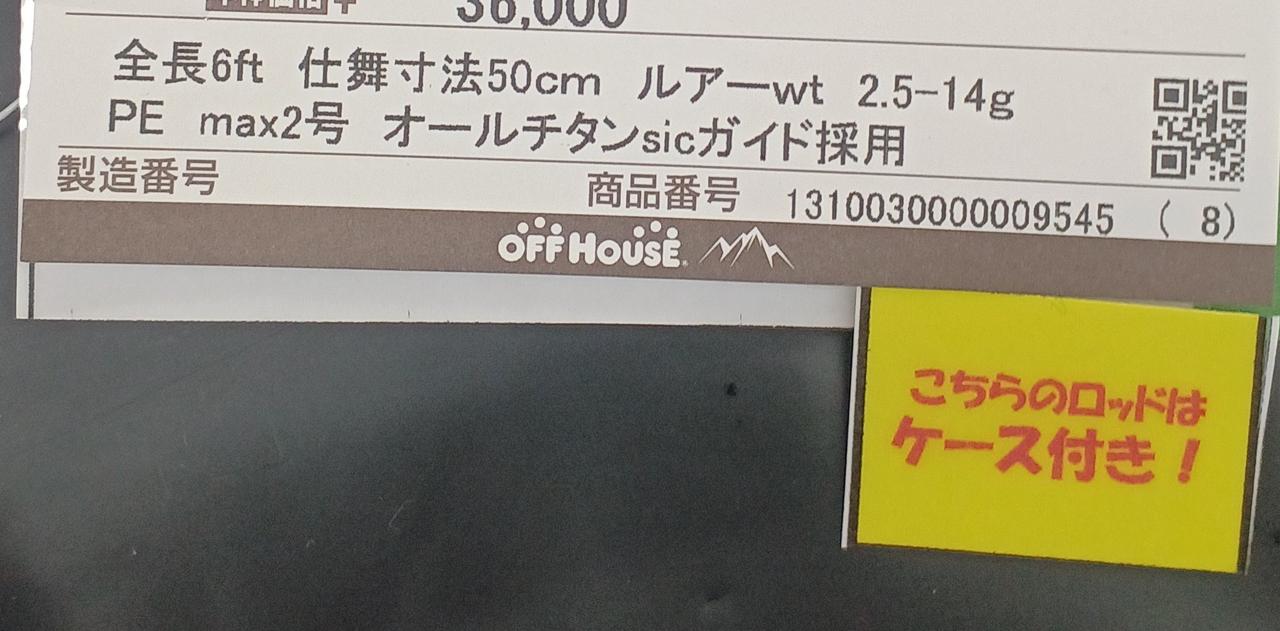 36,000
全長6ft 仕舞寸法50cm ルアーwt 2.5-14g
PE max2号 オールチタンsicガイド採用
製造番号 商品番号 1310030000009545 ( 8)
OFF HOUSE
こちらのロッドは
ケース付き!